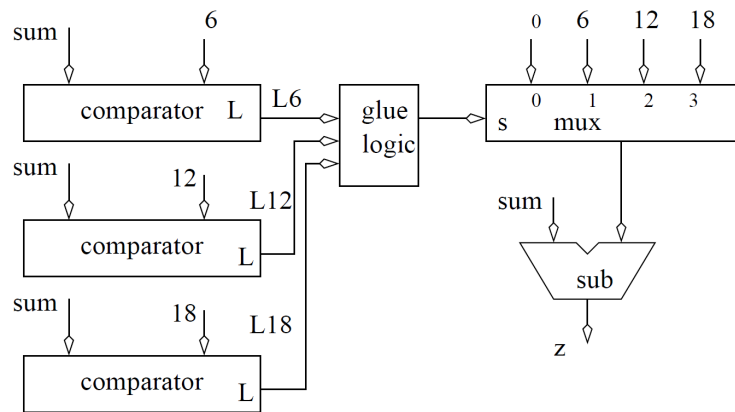 sum 6 0 6 12 18
comparator L L6 glue logic 0 1 2 3
s mux
sum 12 L12
comparator L sum
sub
sum 18 L18
z
comparator L